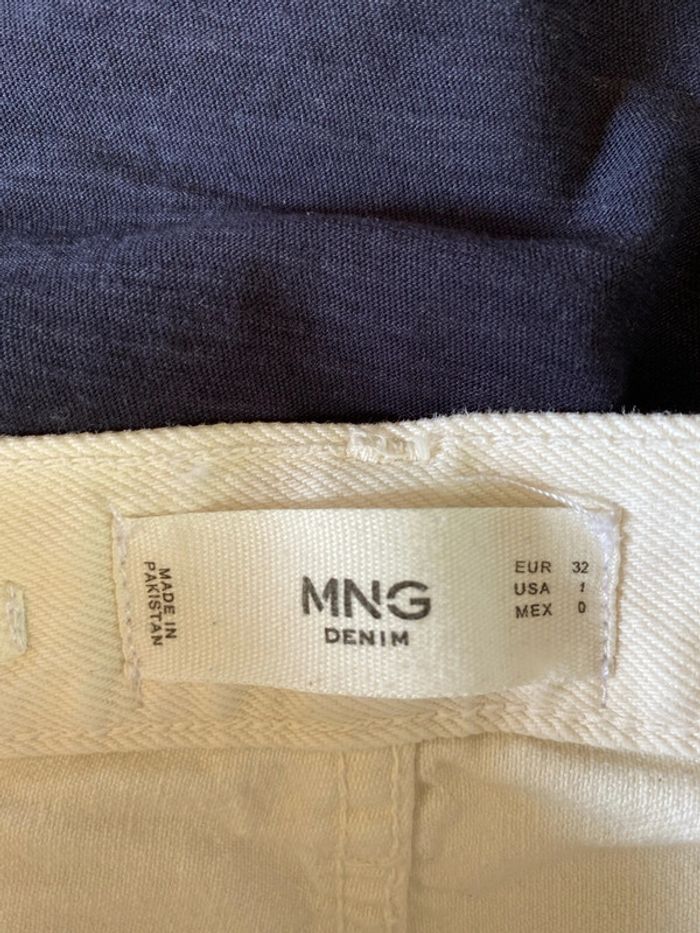 MADE IN
PAKISTAN
MNG
DENIM
EUR 32
USA 1
MEX 0